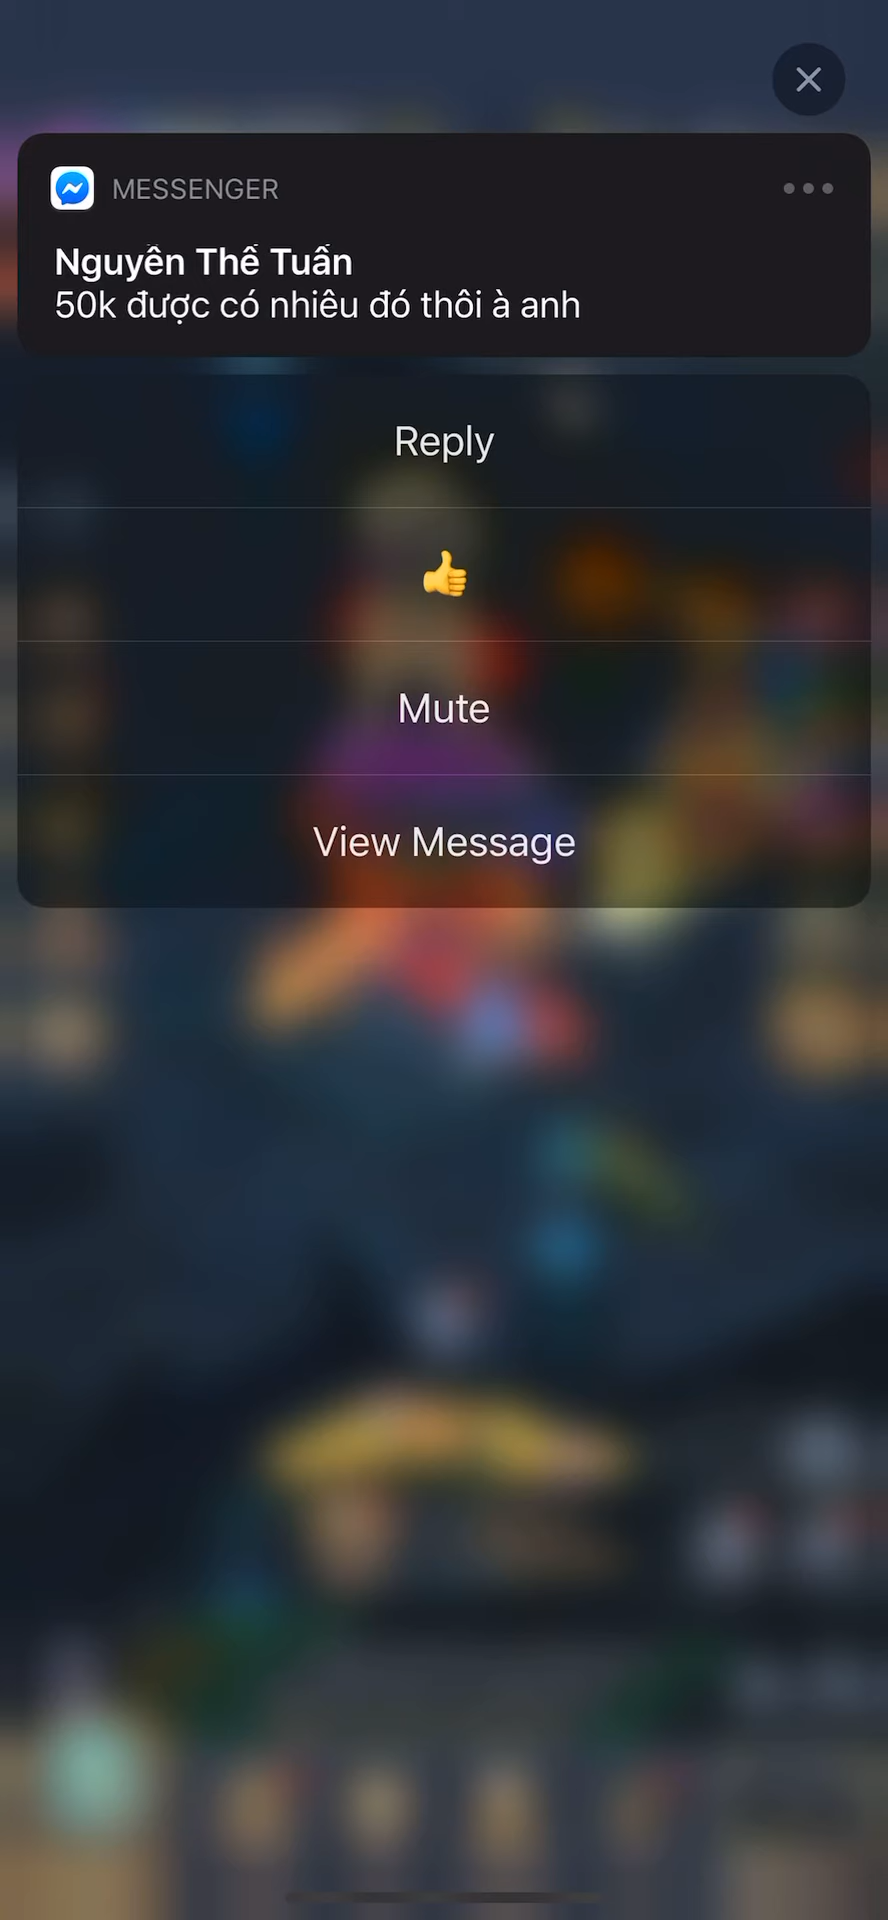 MESSENGER
Nguyễn Thế Tuấn
50k được có nhiêu đó thôi à anh
Reply
👍
Mute
View Message